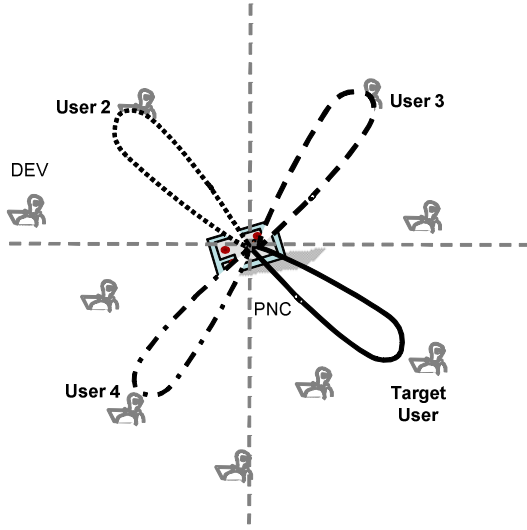 User 2
User 3
DEV
PNC
User 4
Target
User